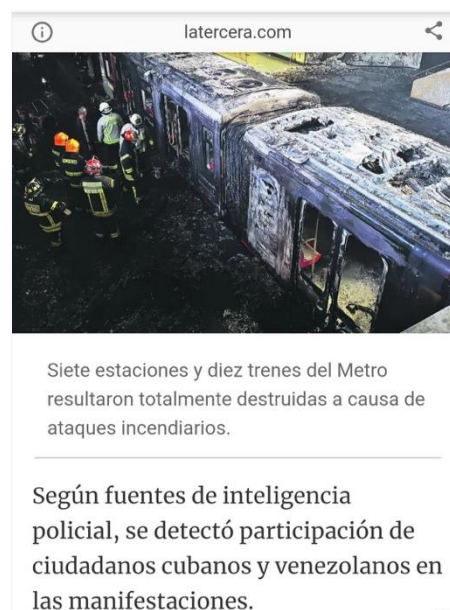 latercera.com
Siete estaciones y diez trenes del Metro
resultaron totalmente destruidas a causa de
ataques incendiarios.
Según fuentes de inteligencia
policial, se detectó participación de
ciudadanos cubanos y venezolanos en
las manifestaciones.